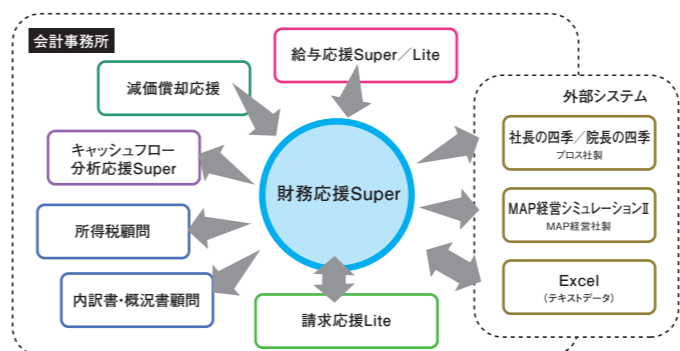 会計事務所
給与応援Super／Lite
減価償却応援
外部システム
社長の四季／院長の四季
プロス社製
キャッシュフロー
分析応援Super
財務応援Super
MAP経営シミュレーションⅡ
MAP経営社製
所得税顧問
内訳書・概況書顧問
Excel
（テキストデータ）
請求応援Lite